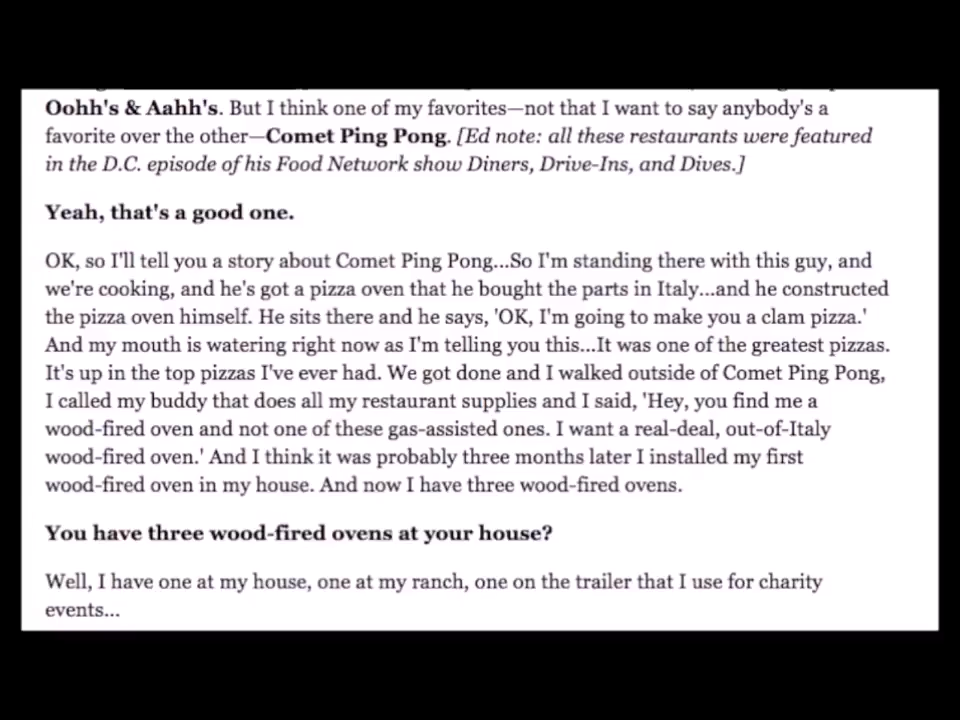 Oohh's & Aahh's. But I think one of my favorites—not that I want to say anybody's a
favorite over the other—Comet Ping Pong. [Ed note: all these restaurants were featured
in the D.C. episode of his Food Network show Diners, Drive-Ins, and Dives.]
Yeah, that's a good one.
OK, so I'll tell you a story about Comet Ping Pong...So I'm standing there with this guy, and
we're cooking, and he's got a pizza oven that he bought the parts in Italy...and he constructed
the pizza oven himself. He sits there and he says, 'OK, I'm going to make you a clam pizza.'
And my mouth is watering right now as I'm telling you this...It was one of the greatest pizzas.
It's up in the top pizzas I've ever had. We got done and I walked outside of Comet Ping Pong,
I called my buddy that does all my restaurant supplies and I said, 'Hey, you find me a
wood-fired oven and not one of these gas-assisted ones. I want a real-deal, out-of-Italy
wood-fired oven.' And I think it was probably three months later I installed my first
wood-fired oven in my house. And now I have three wood-fired ovens.
You have three wood-fired ovens at your house?
Well, I have one at my house, one at my ranch, one on the trailer that I use for charity
events...